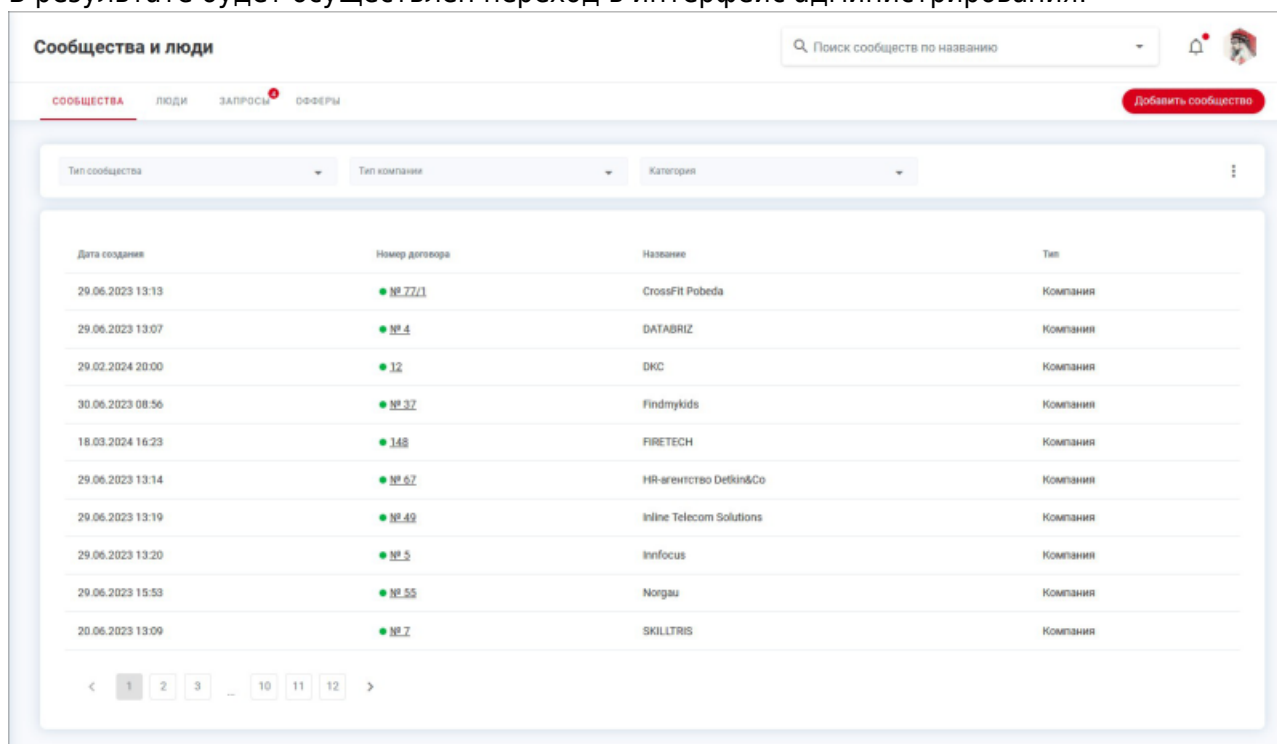 В результате будет осуществлен переход в интерфейс администрирования.
Сообщества и люди
Поиск сообществ по названию
СООБЩЕСТВА ЛЮДИ ЗАПРОСЫ 4 ОФФЕРЫ
Добавить сообщество
Тип сообщества Тип компании Категория
Дата создания Номер договора Название Тип
29.06.2023 13:13 № 77/1 CrossFit Pobeda Компания
29.06.2023 13:07 № 4 DATABRIZ Компания
29.02.2024 20:00 12 DKC Компания
30.06.2023 08:56 № 37 Findmykids Компания
18.03.2024 16:23 148 FIRETECH Компания
29.06.2023 13:14 № 67 HR-агентство Detkin&Co Компания
29.06.2023 13:19 № 49 Inline Telecom Solutions Компания
29.06.2023 13:20 № 5 Innfocus Компания
29.06.2023 15:53 № 55 Norgau Компания
20.06.2023 13:09 № 7 SKILLTRIS Компания
< 1 2 3 ... 10 11 12 >